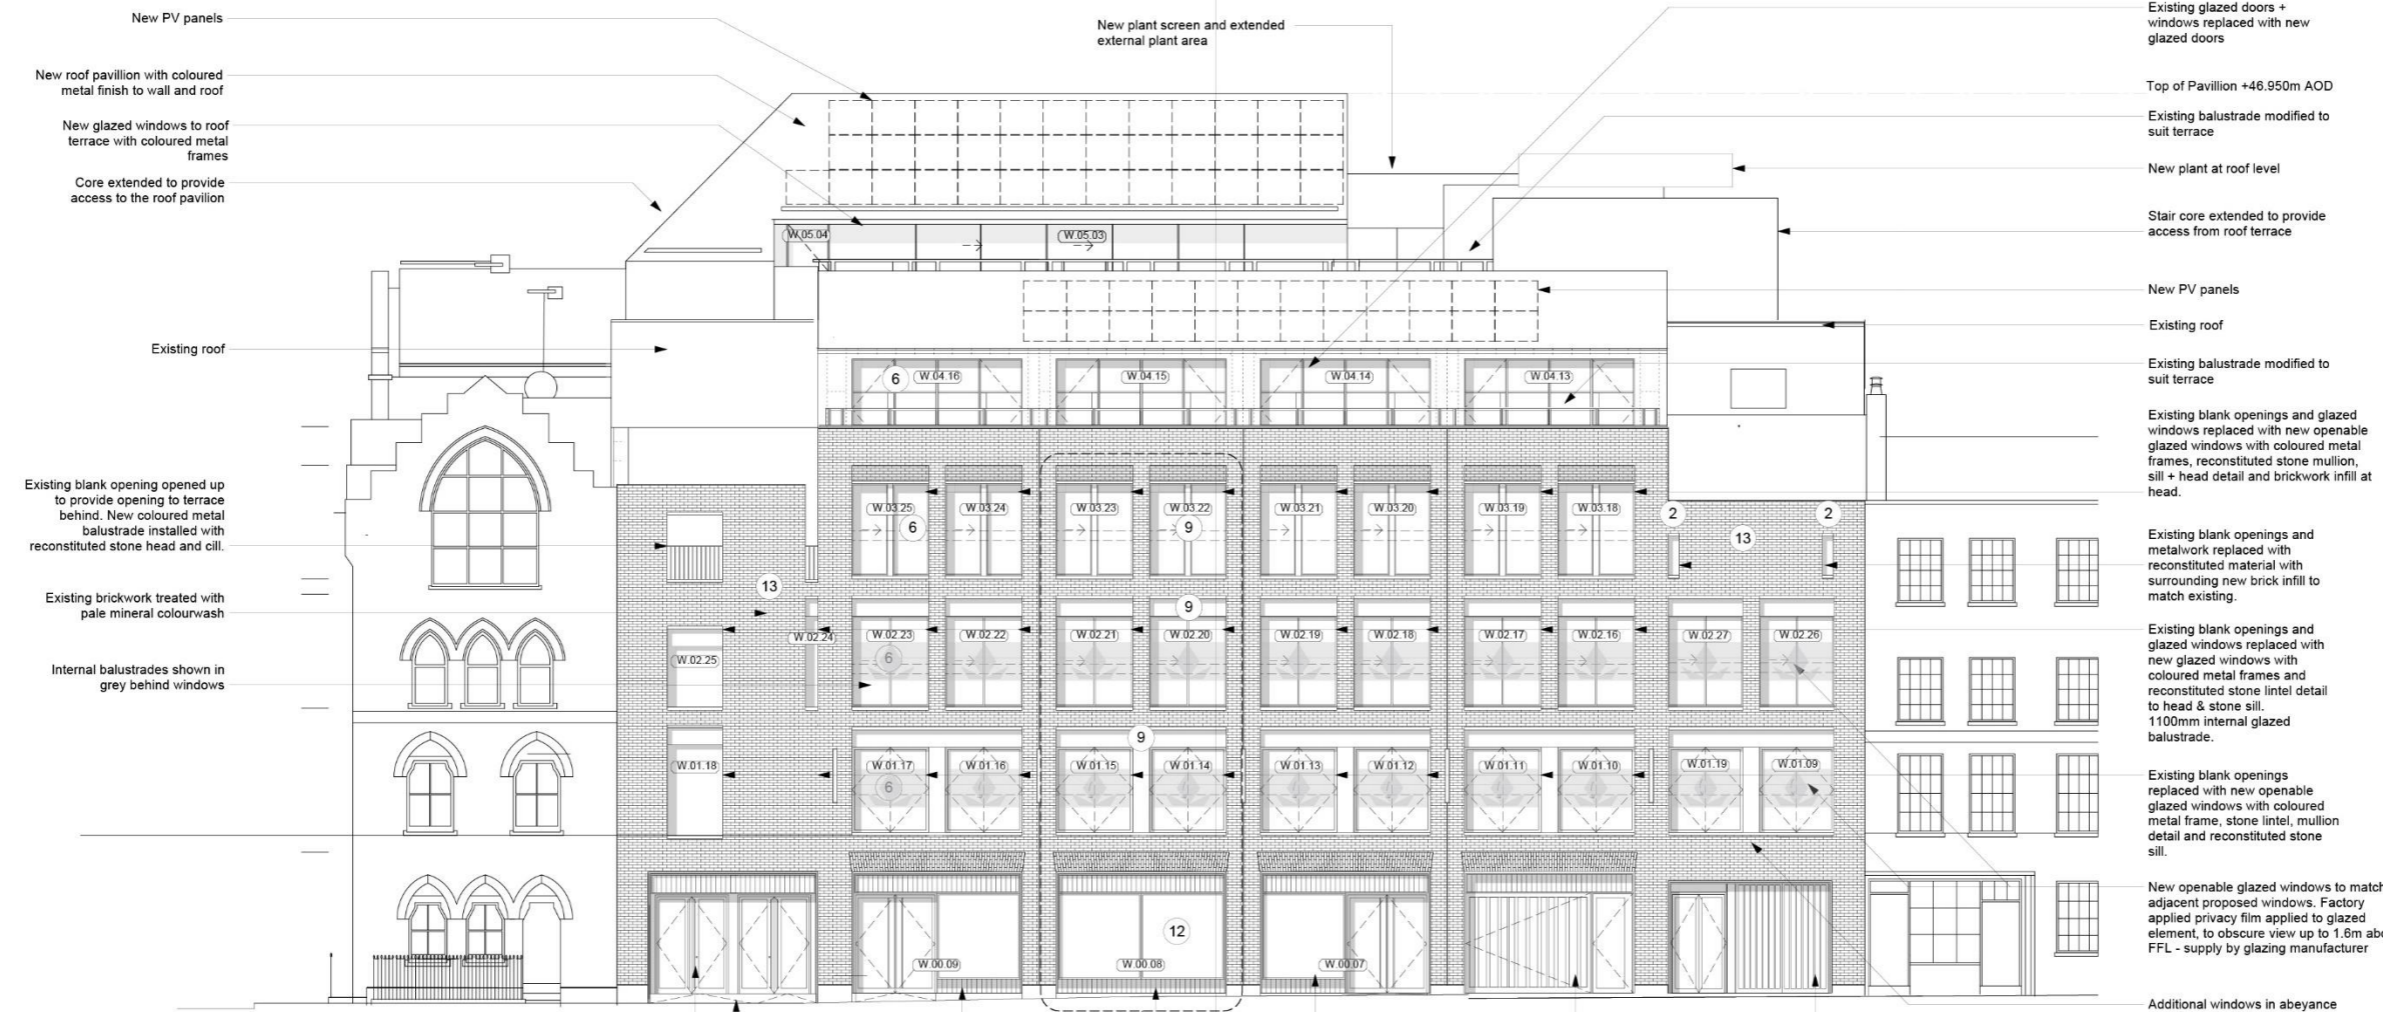 New PV panels
New roof pavillion with coloured
metal finish to wall and roof
New glazed windows to roof
terrace with coloured metal
frames
Core extended to provide
access to the roof pavilion
Existing roof
Existing blank opening opened up
to provide opening to terrace
behind. New coloured metal
balustrade installed with
reconstituted stone head and cill.
Existing brickwork treated with
pale mineral colourwash
Internal balustrades shown in
grey behind windows
New plant screen and extended
external plant area
W.05.04 W.05.03
6 W.04.16 W.04.15 W.04.14 W.04.13
W.03.25 W.03.24 W.03.23 W.03.22 W.03.21 W.03.20 W.03.19 W.03.18
6 9 2 2
13 13
9
W.02.24 W.02.23 W.02.22 W.02.21 W.02.20 W.02.19 W.02.18 W.02.17 W.02.16 W.02.27 W.02.26
W.02.25 6
9
W.01.18 W.01.17 W.01.16 W.01.15 W.01.14 W.01.13 W.01.12 W.01.11 W.01.10 W.01.19 W.01.09
6
12
W.00.09 W.00.08 W.00.07
Existing glazed doors +
windows replaced with new
glazed doors
Top of Pavillion +46.950m AOD
Existing balustrade modified to
suit terrace
New plant at roof level
Stair core extended to provide
access from roof terrace
New PV panels
Existing roof
Existing balustrade modified to
suit terrace
Existing blank openings and glazed
windows replaced with new openable
glazed windows with coloured metal
frames, reconstituted stone mullion,
sill + head detail and brickwork infill at
head.
Existing blank openings and
metalwork replaced with
reconstituted material with
surrounding new brick infill to
match existing.
Existing blank openings and
glazed windows replaced with
new glazed windows with
coloured metal frames and
reconstituted stone lintel detail
to head & stone sill.
1100mm internal glazed
balustrade.
Existing blank openings
replaced with new openable
glazed windows with coloured
metal frame, stone lintel, mullion
detail and reconstituted stone
sill.
New openable glazed windows to match
adjacent proposed windows. Factory
applied privacy film applied to glazed
element, to obscure view up to 1.6m abo
FFL - supply by glazing manufacturer
Additional windows in abeyance